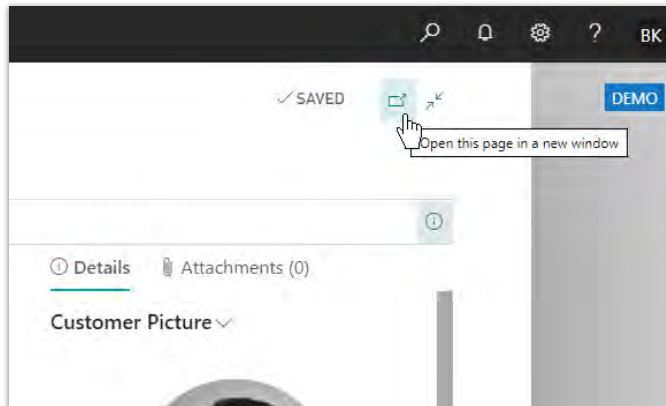 ? BK
SAVED
DEMO
Open this page in a new window
Details Attachments (0)
Customer Picture